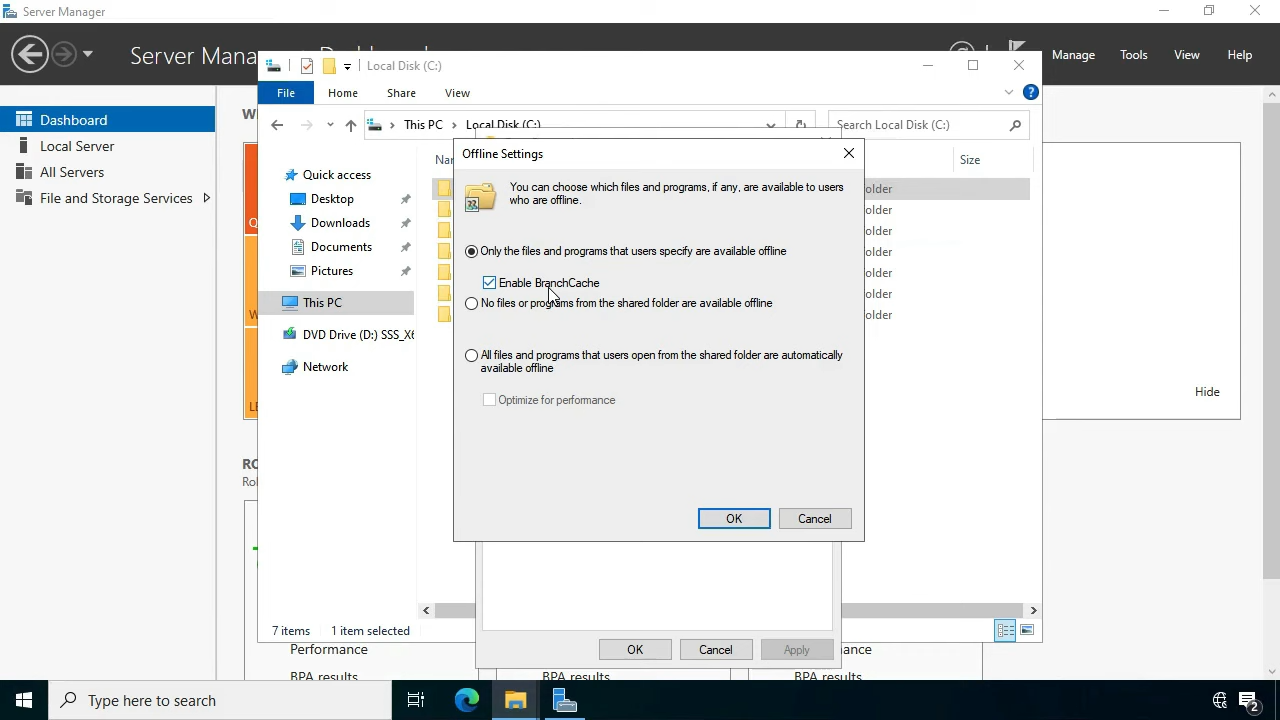 Server Manager
Server Mana
Manage
Tools
View
Help
Local Disk (C:)
File
Home
Share
View
This PC
Local Disk (C:)
Search Local Disk (C:)
Dashboard
Local Server
All Servers
File and Storage Services
Quick access
Desktop
Downloads
Documents
Pictures
This PC
DVD Drive (D:) SSS_X6
Network
Nar
Size
older
older
older
older
older
older
older
Offline Settings
You can choose which files and programs, if any, are available to users
who are offline.
Only the files and programs that users specify are available offline
Enable BranchCache
No files or programs from the shared folder are available offline
All files and programs that users open from the shared folder are automatically
available offline
Optimize for performance
OK
Cancel
Hide
7 items
1 item selected
OK
Cancel
Apply
Performance
BPA results
BPA results
ance
BPA results
Type here to search
2